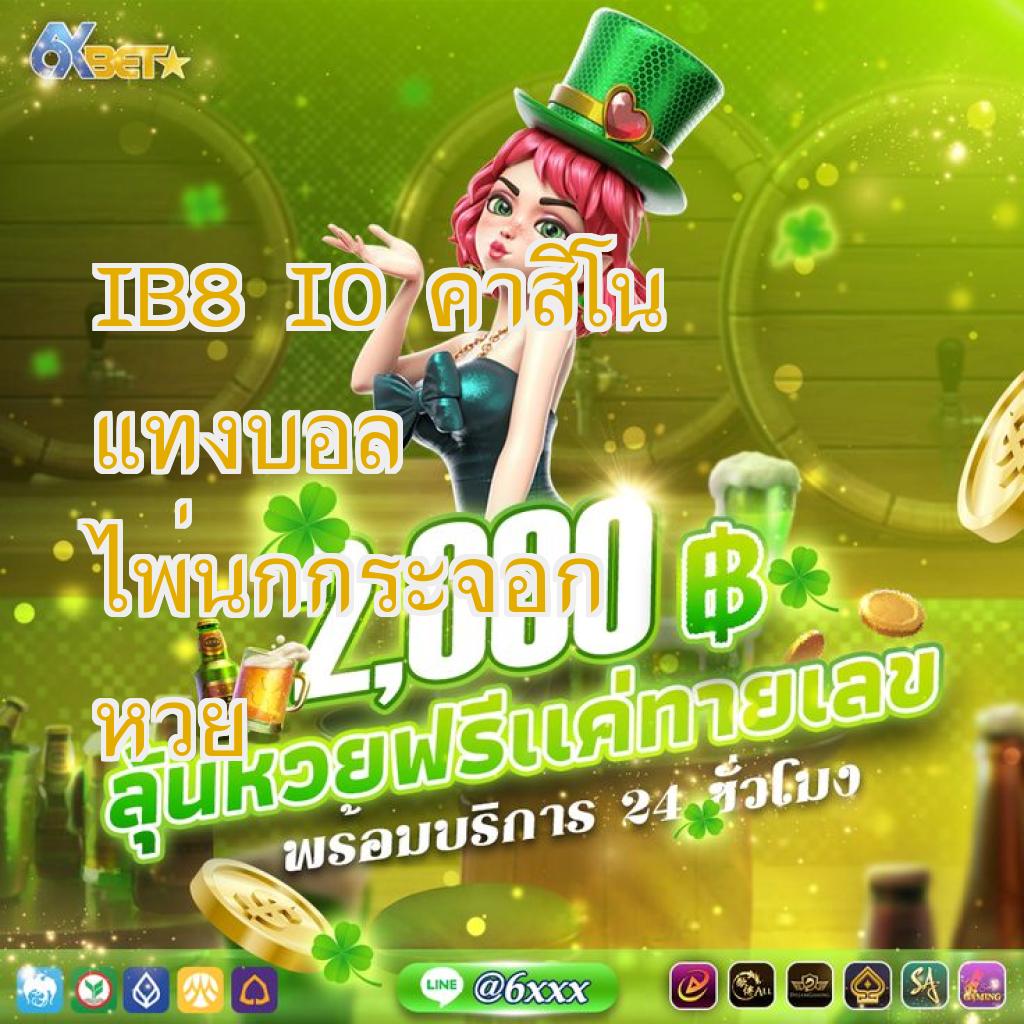 6XBET
IB8 IO คาสิโน
แทงบอล
ไพ่นกกระจอก
หวย
฿
ลุ้นหวยฟรีแค่ทายเลข
พร้อมบริการ 24 ชั่วโมง
LINE @6xxx
ALL
SA
GAMING